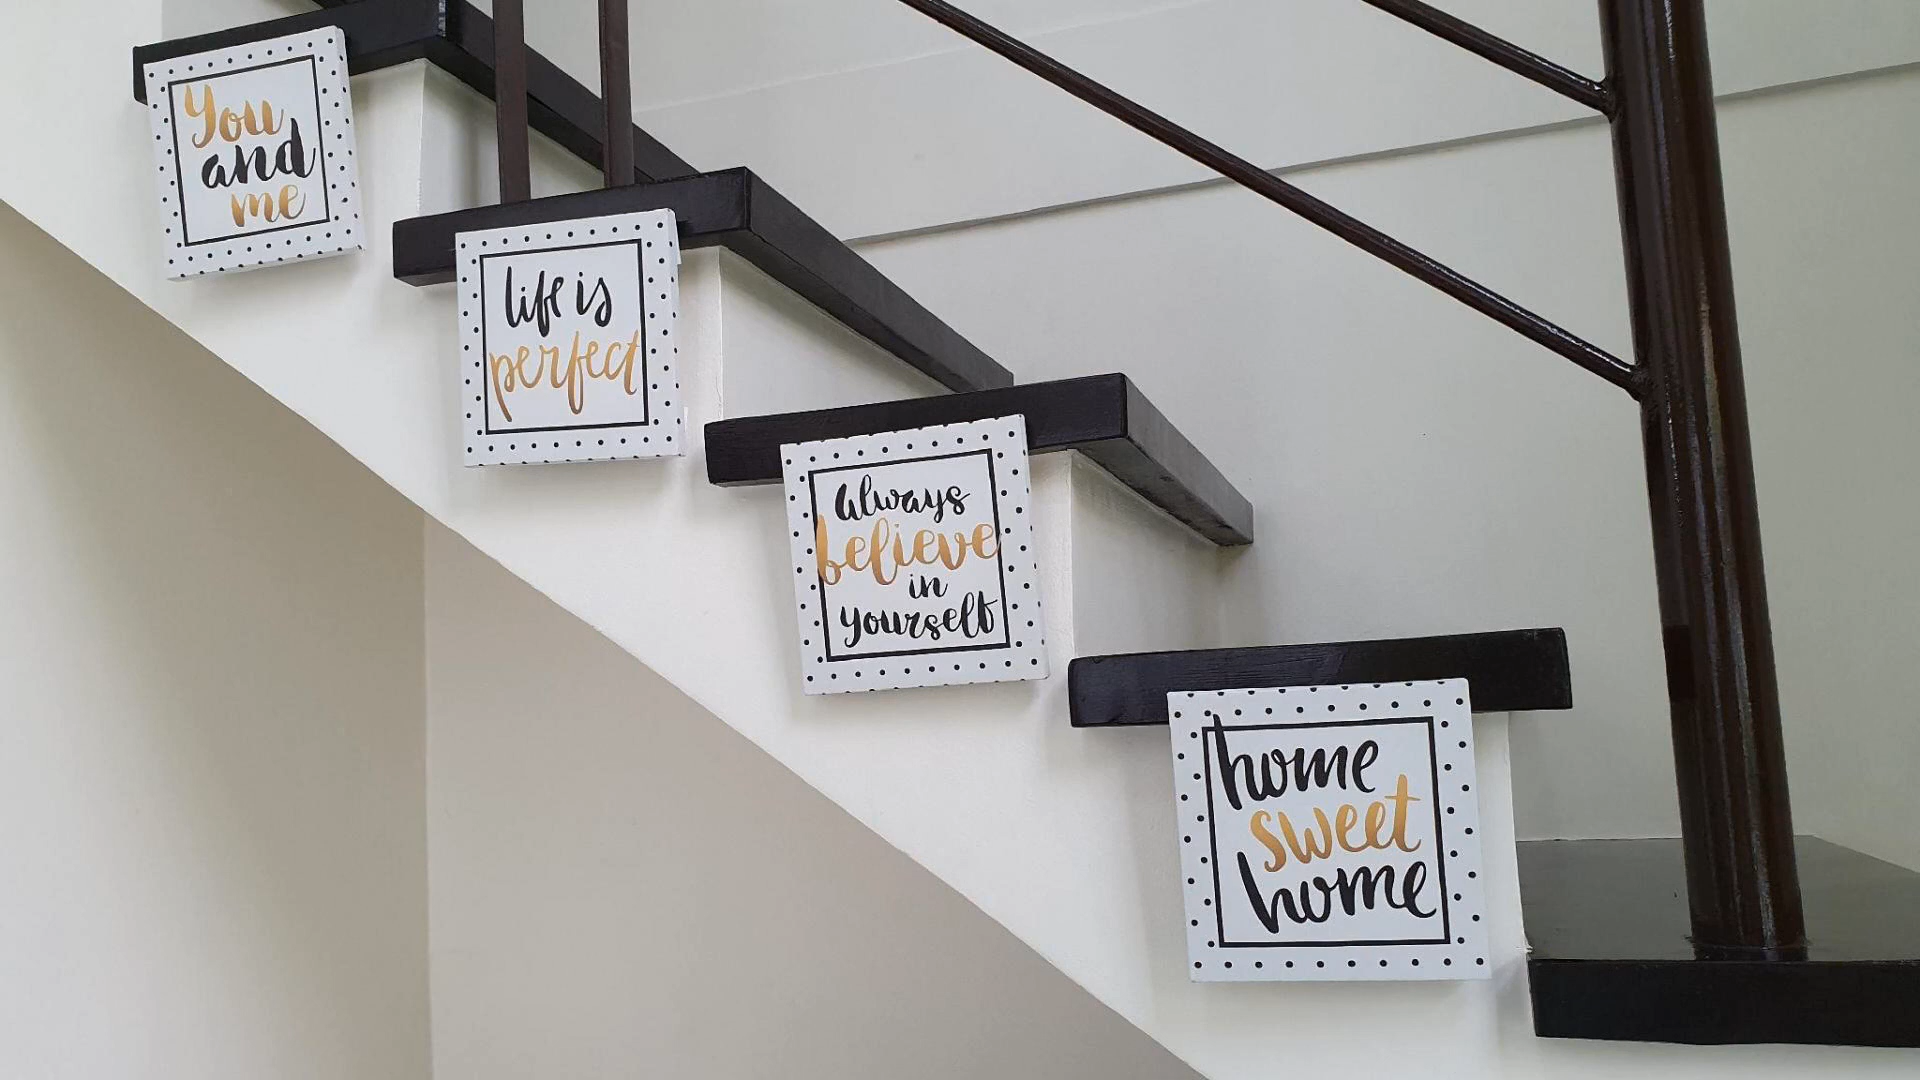 You
and
me
life is
perfect
Always
believe
in
yourself
home
sweet
home